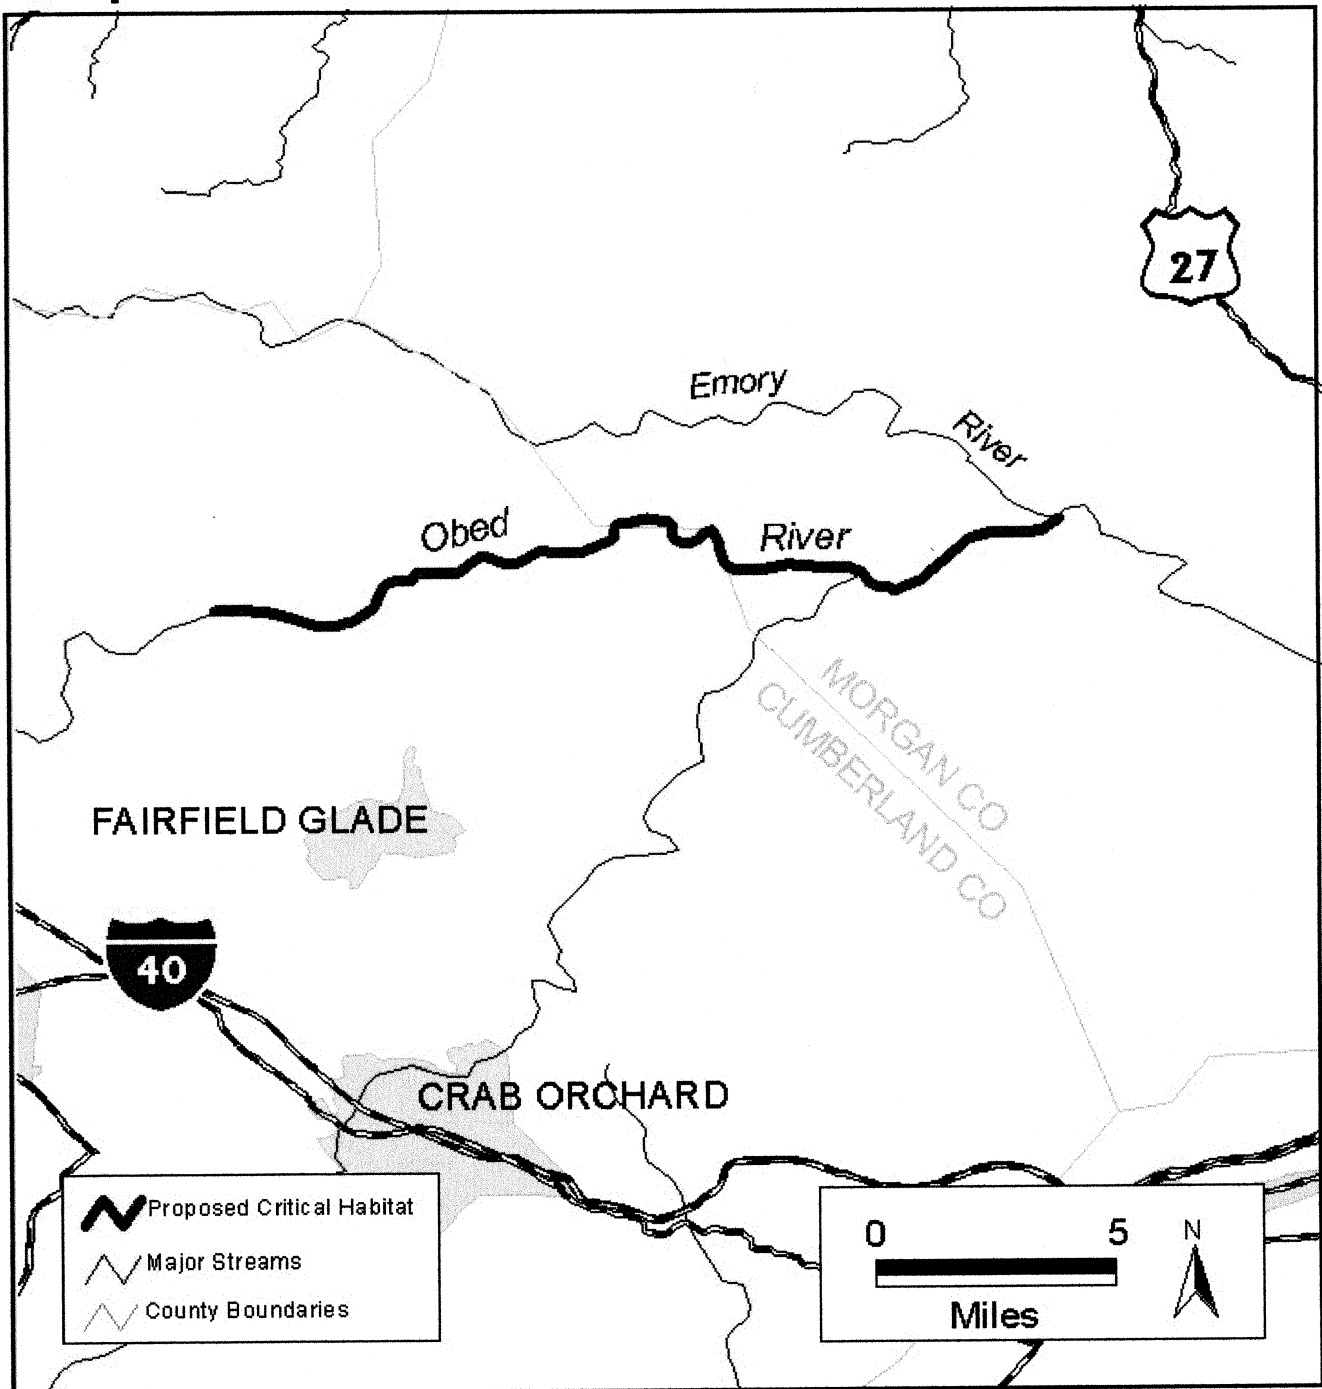 27
Emory
River
Obed
River
MORGAN CO
CUMBERLAND CO
FAIRFIELD GLADE
40
CRAB ORCHARD
Proposed Critical Habitat
Major Streams
County Boundaries
0 5
Miles
N